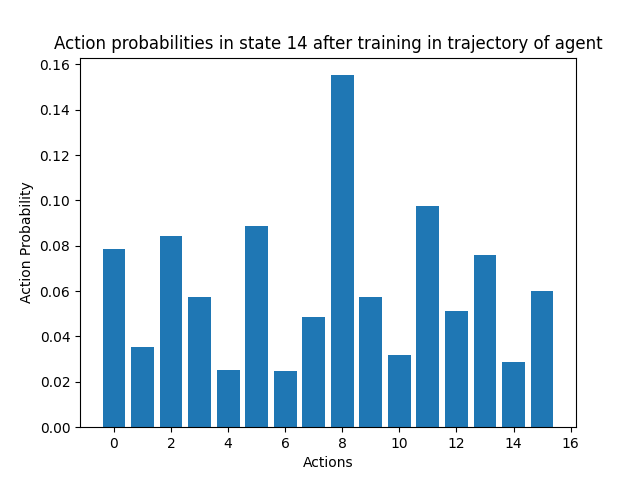 Action probabilities in state 14 after training in trajectory of agent
0.16
0.14
0.12
0.10
0.08
0.06
0.04
0.02
0.00
Action Probability
0 2 4 6 8 10 12 14 16
Actions